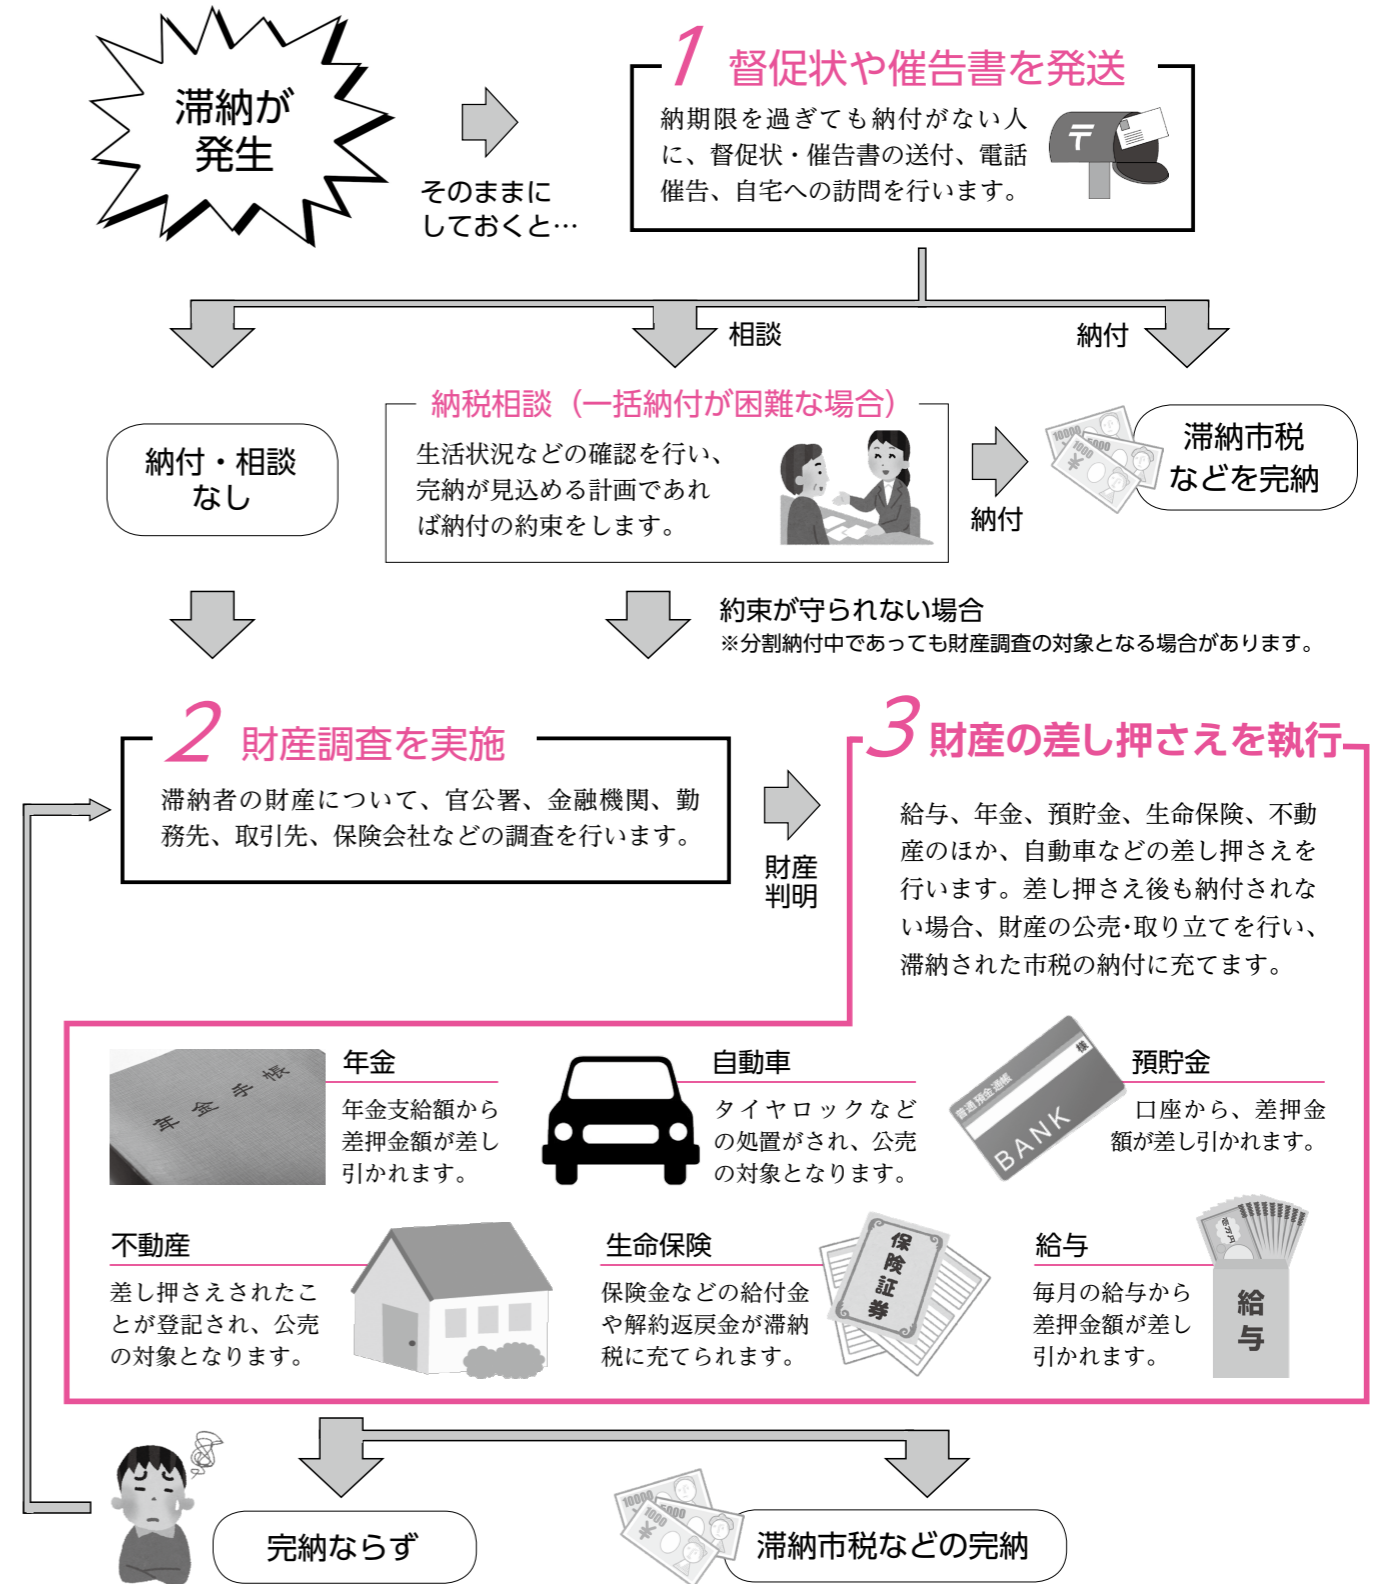 滞納が
発生
そのままに
しておくと…
1 督促状や催告書を発送
納期限を過ぎても納付がない人
に、督促状・催告書の送付、電話
催告、自宅への訪問を行います。
〒
相談
納付
納付・相談
なし
納税相談（一括納付が困難な場合）
生活状況などの確認を行い、
完納が見込める計画であれ
ば納付の約束をします。
納付
10000
5000
1000
¥
滞納市税
などを完納
約束が守られない場合
※分割納付中であっても財産調査の対象となる場合があります。
2 財産調査を実施
滞納者の財産について、官公署、金融機関、勤
務先、取引先、保険会社などの調査を行います。
財産
判明
3 財産の差し押さえを執行
給与、年金、預貯金、生命保険、不動
産のほか、自動車などの差し押さえを
行います。差し押さえ後も納付されな
い場合、財産の公売・取り立てを行い、
滞納された市税の納付に充てます。
年金手帳
年金
年金支給額から
差押金額が差し
引かれます。
自動車
タイヤロックなど
の処置がされ、公売
の対象となります。
普通預金通帳
様
BANK
預貯金
口座から、差押金
額が差し引かれます。
不動産
差し押さえされたこ
とが登記され、公売
の対象となります。
生命保険
保険金などの給付金
や解約返戻金が滞納
税に充てられます。
保険証券
給与
毎月の給与から
差押金額が差し
引かれます。
壱万円
給与
完納ならず
10000
5000
1000
¥
滞納市税などの完納